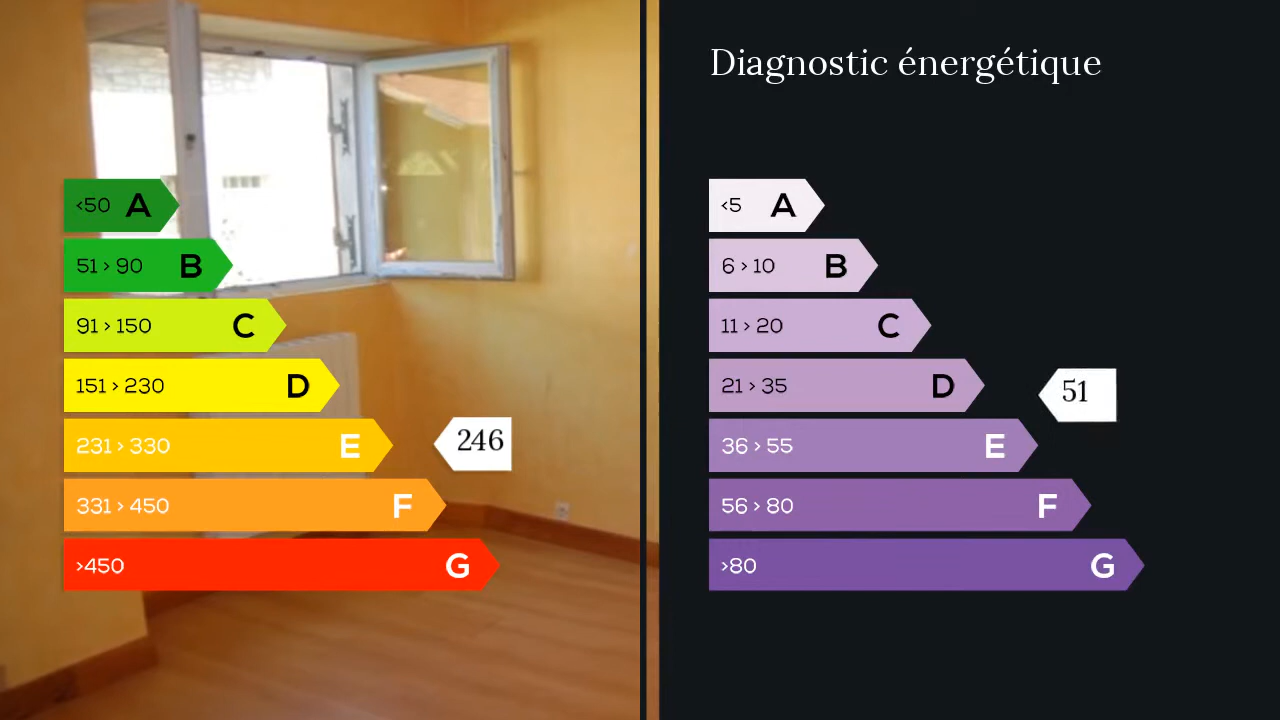 Diagnostic énergétique
<50 A
51 > 90 B
91 > 150 C
151 > 230 D
231 > 330 E
246
331 > 450 F
>450 G
<5 A
6 > 10 B
11 > 20 C
21 > 35 D
51
36 > 55 E
56 > 80 F
>80 G